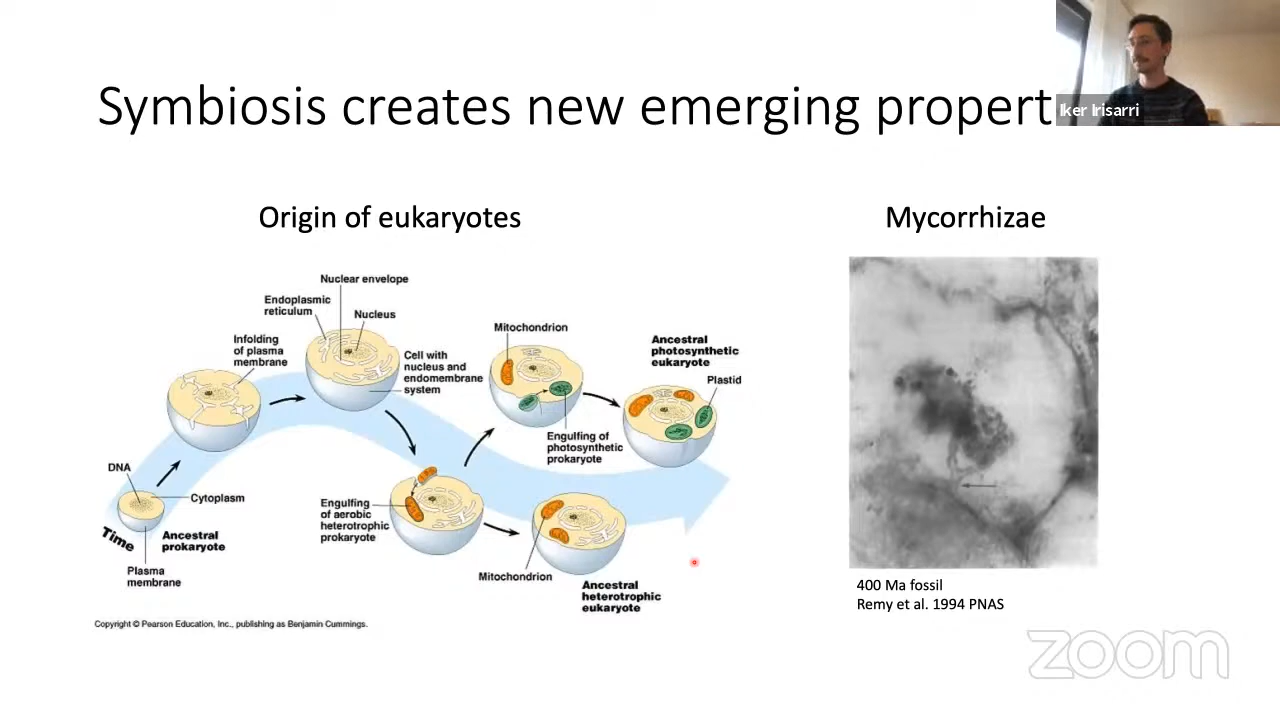 Symbiosis creates new emerging propert
Iker Irisarri
Origin of eukaryotes
Mycorrhizae
Nuclear envelope
Endoplasmic
reticulum
Nucleus
Infolding
of plasma
membrane
Cell with
nucleus and
endomembrane
system
Mitochondrion
Ancestral
photosynthetic
eukaryote
Plastid
Engulfing of
photosynthetic
prokaryote
DNA
Cytoplasm
Time
Ancestral
prokaryote
Plasma
membrane
Engulfing
of aerobic
heterotrophic
prokaryote
Mitochondrion
Ancestral
heterotrophic
eukaryote
400 Ma fossil
Remy et al. 1994 PNAS
Copyright © Pearson Education, Inc., publishing as Benjamin Cummings.
zoom